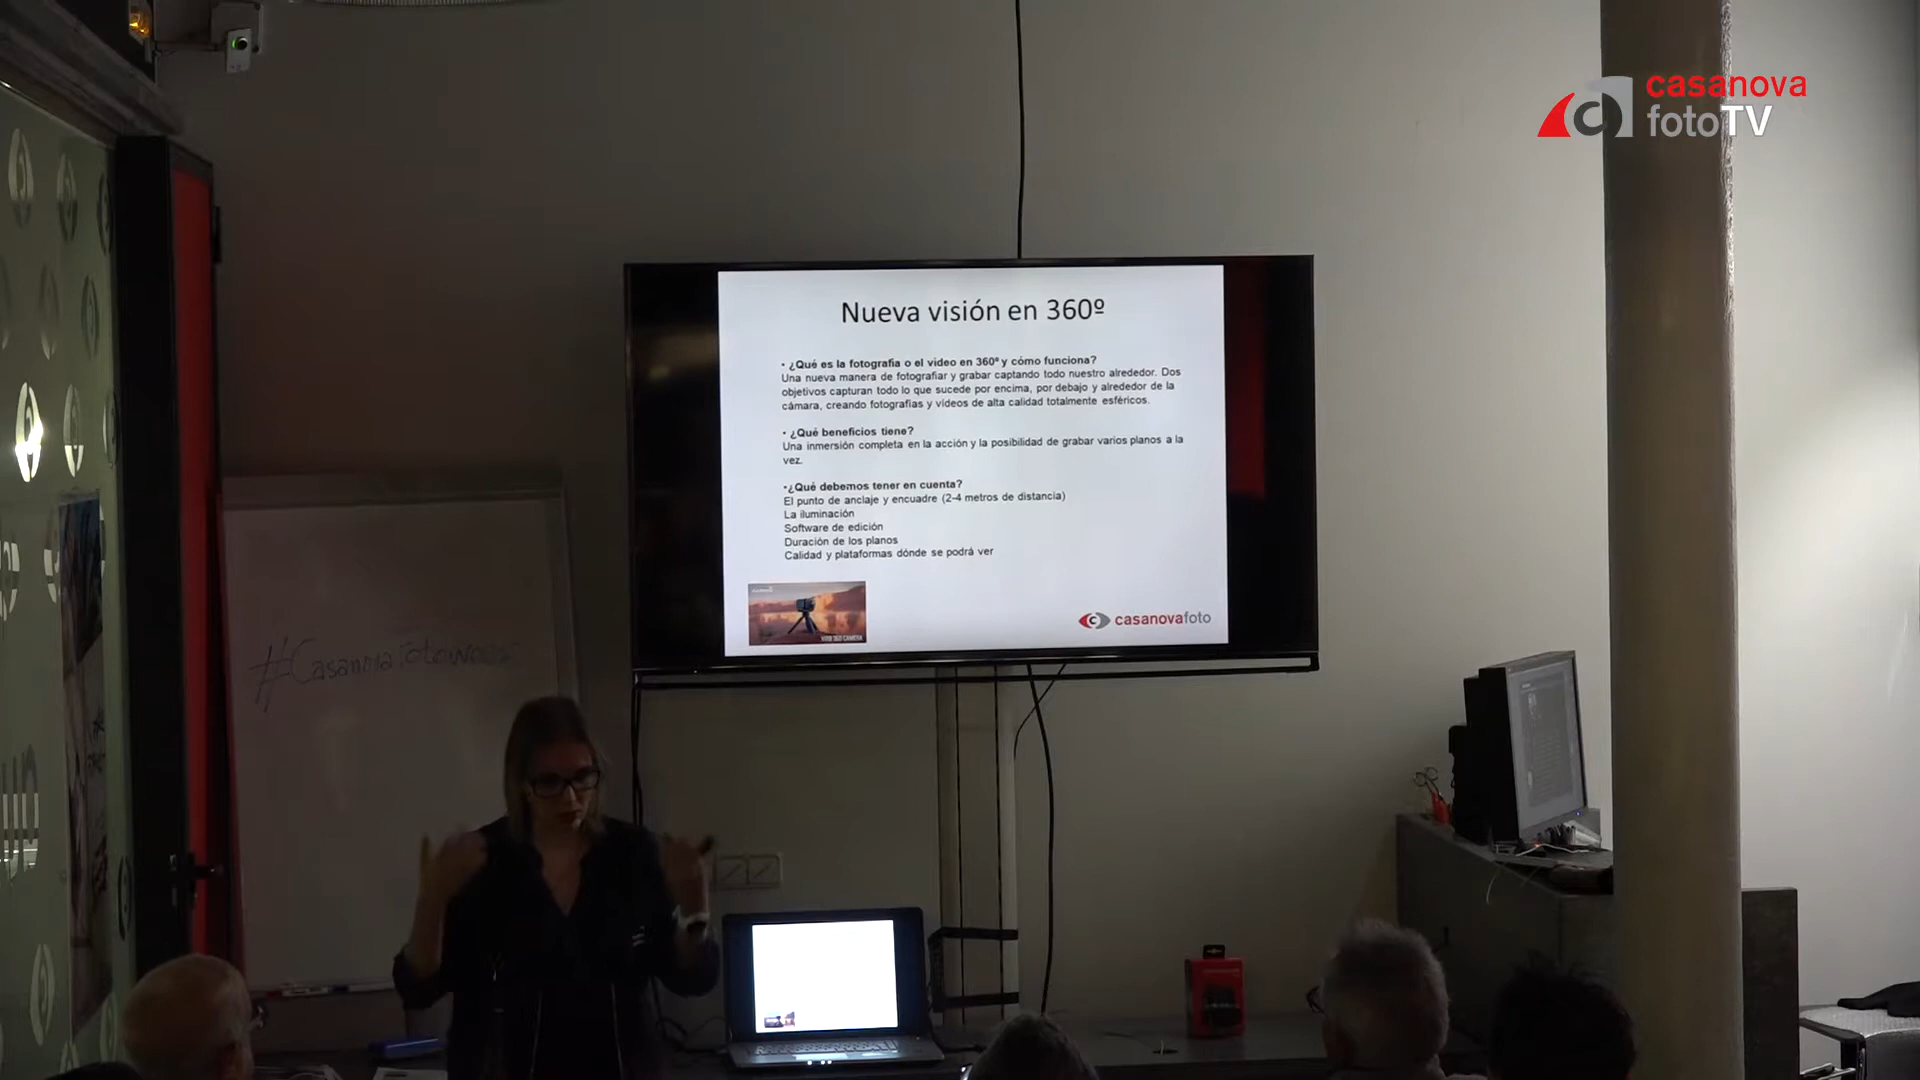 casanova
fotoTV
Nueva visión en 360º
• ¿Qué es la fotografía o el video en 360º y cómo funciona?
Una nueva manera de fotografiar y grabar captando todo nuestro alrededor. Dos
objetivos capturan todo lo que sucede por encima, por debajo y alrededor de la
cámara, creando fotografías y vídeos de alta calidad totalmente esféricos.
• ¿Qué beneficios tiene?
Una inmersión completa en la acción y la posibilidad de grabar varios planos a la
vez.
•¿Qué debemos tener en cuenta?
El punto de anclaje y encuadre (2-4 metros de distancia)
La iluminación
Software de edición
Duración de los planos
Calidad y plataformas dónde se podrá ver
VIRB 360 CAMERA
casanovafoto